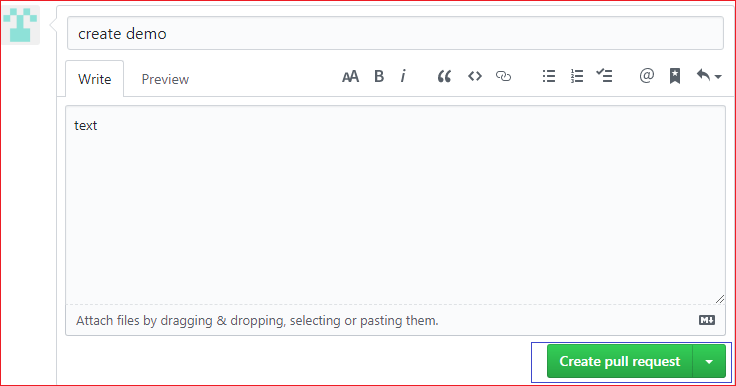 create demo
Write Preview AA B i @
text
Attach files by dragging & dropping, selecting or pasting them.
Create pull request